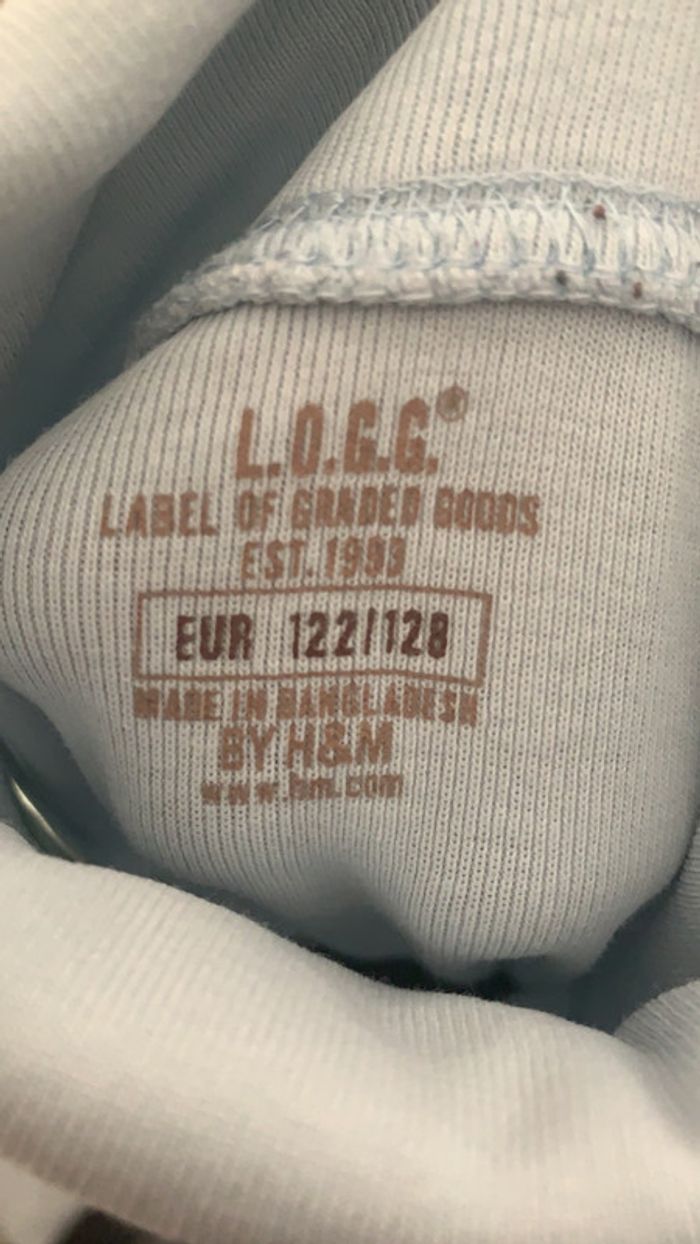 L.O.G.G.®
LABEL OF GRADED GOODS
EST. 1993
EUR 122/128
MADE IN BANGLADESH
BY H&M
www.hm.com